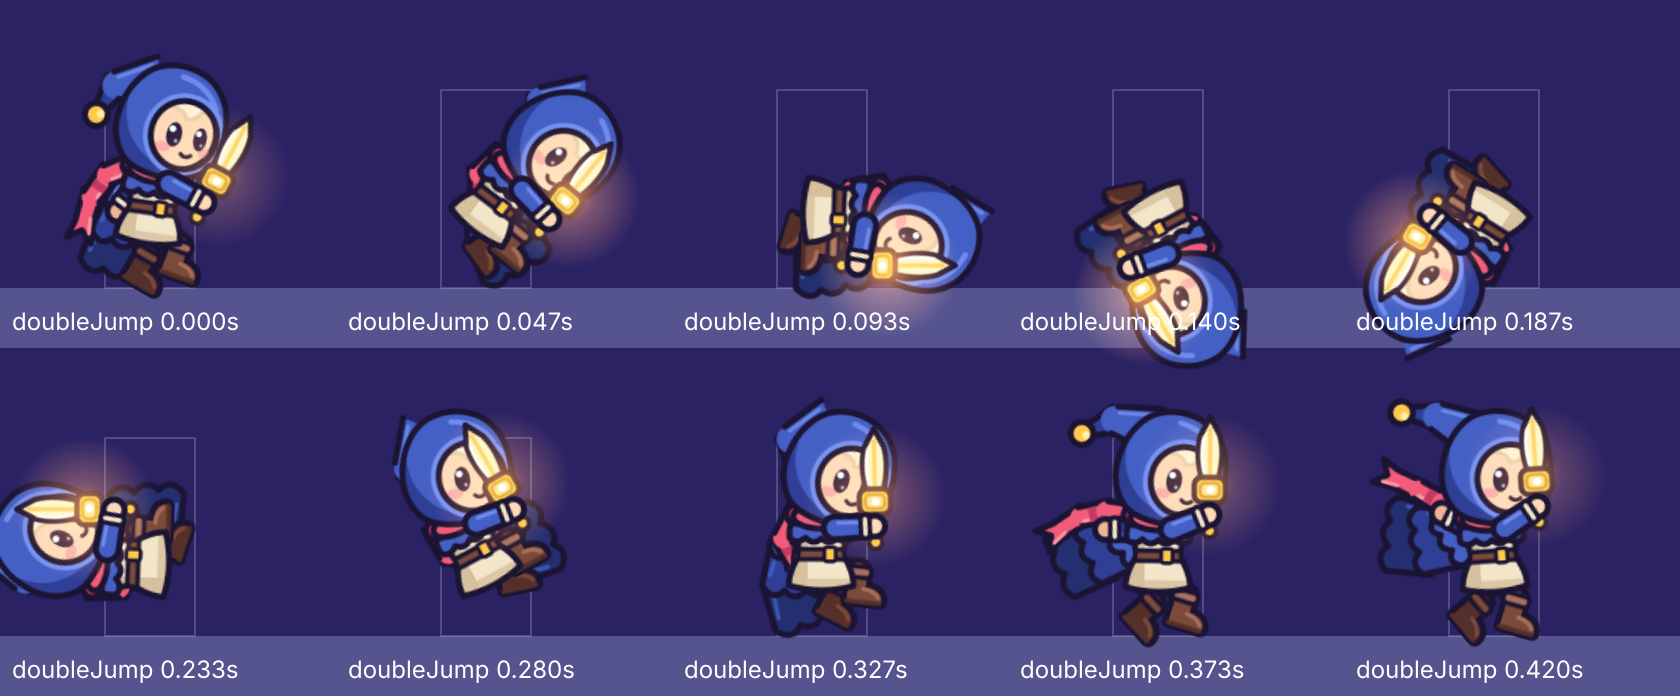 doubleJump 0.000s
doubleJump 0.047s
doubleJump 0.093s
doubleJump 0.140s
doubleJump 0.187s
doubleJump 0.233s
doubleJump 0.280s
doubleJump 0.327s
doubleJump 0.373s
doubleJump 0.420s